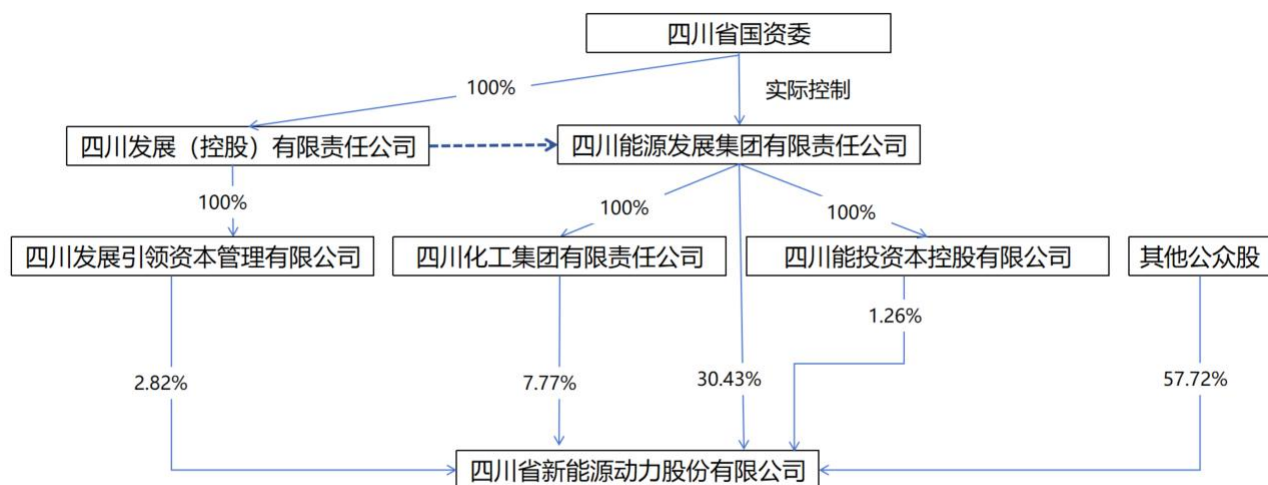 四川省国资委
100%
实际控制
四川发展（控股）有限责任公司
四川能源发展集团有限责任公司
100%
100%
100%
四川发展引领资本管理有限公司
四川化工集团有限责任公司
四川能投资本控股有限公司
其他公众股
1.26%
2.82%
7.77%
30.43%
57.72%
四川省新能源动力股份有限公司